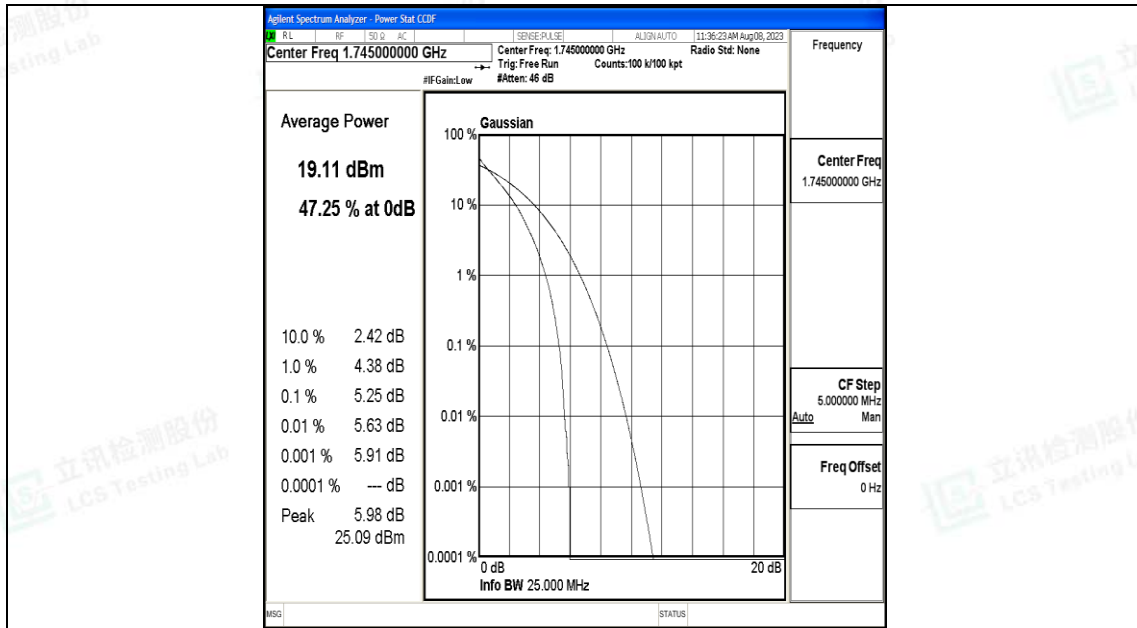 Agilent Spectrum Analyzer - Power Stat CCDF
RL RF 50 Ω AC SENSE:PULSE ALIGN AUTO 11:36:23 AM Aug 08, 2023
Center Freq 1.745000000 GHz
Center Freq: 1.745000000 GHz Radio Std: None
Trig: Free Run Counts:100 k/100 kpt
#IFGain:Low #Atten: 46 dB
Frequency
Average Power
19.11 dBm
47.25 % at 0dB
10.0 % 2.42 dB
1.0 % 4.38 dB
0.1 % 5.25 dB
0.01 % 5.63 dB
0.001 % 5.91 dB
0.0001 % --- dB
Peak 5.98 dB
25.09 dBm
Gaussian
100 %
10 %
1 %
0.1 %
0.01 %
0.001 %
0.0001 %
0 dB 20 dB
Info BW 25.000 MHz
Center Freq
1.745000000 GHz
CF Step
5.000000 MHz
Auto Man
Freq Offset
0 Hz
MSG STATUS
立讯检测股份
LCS Testing Lab